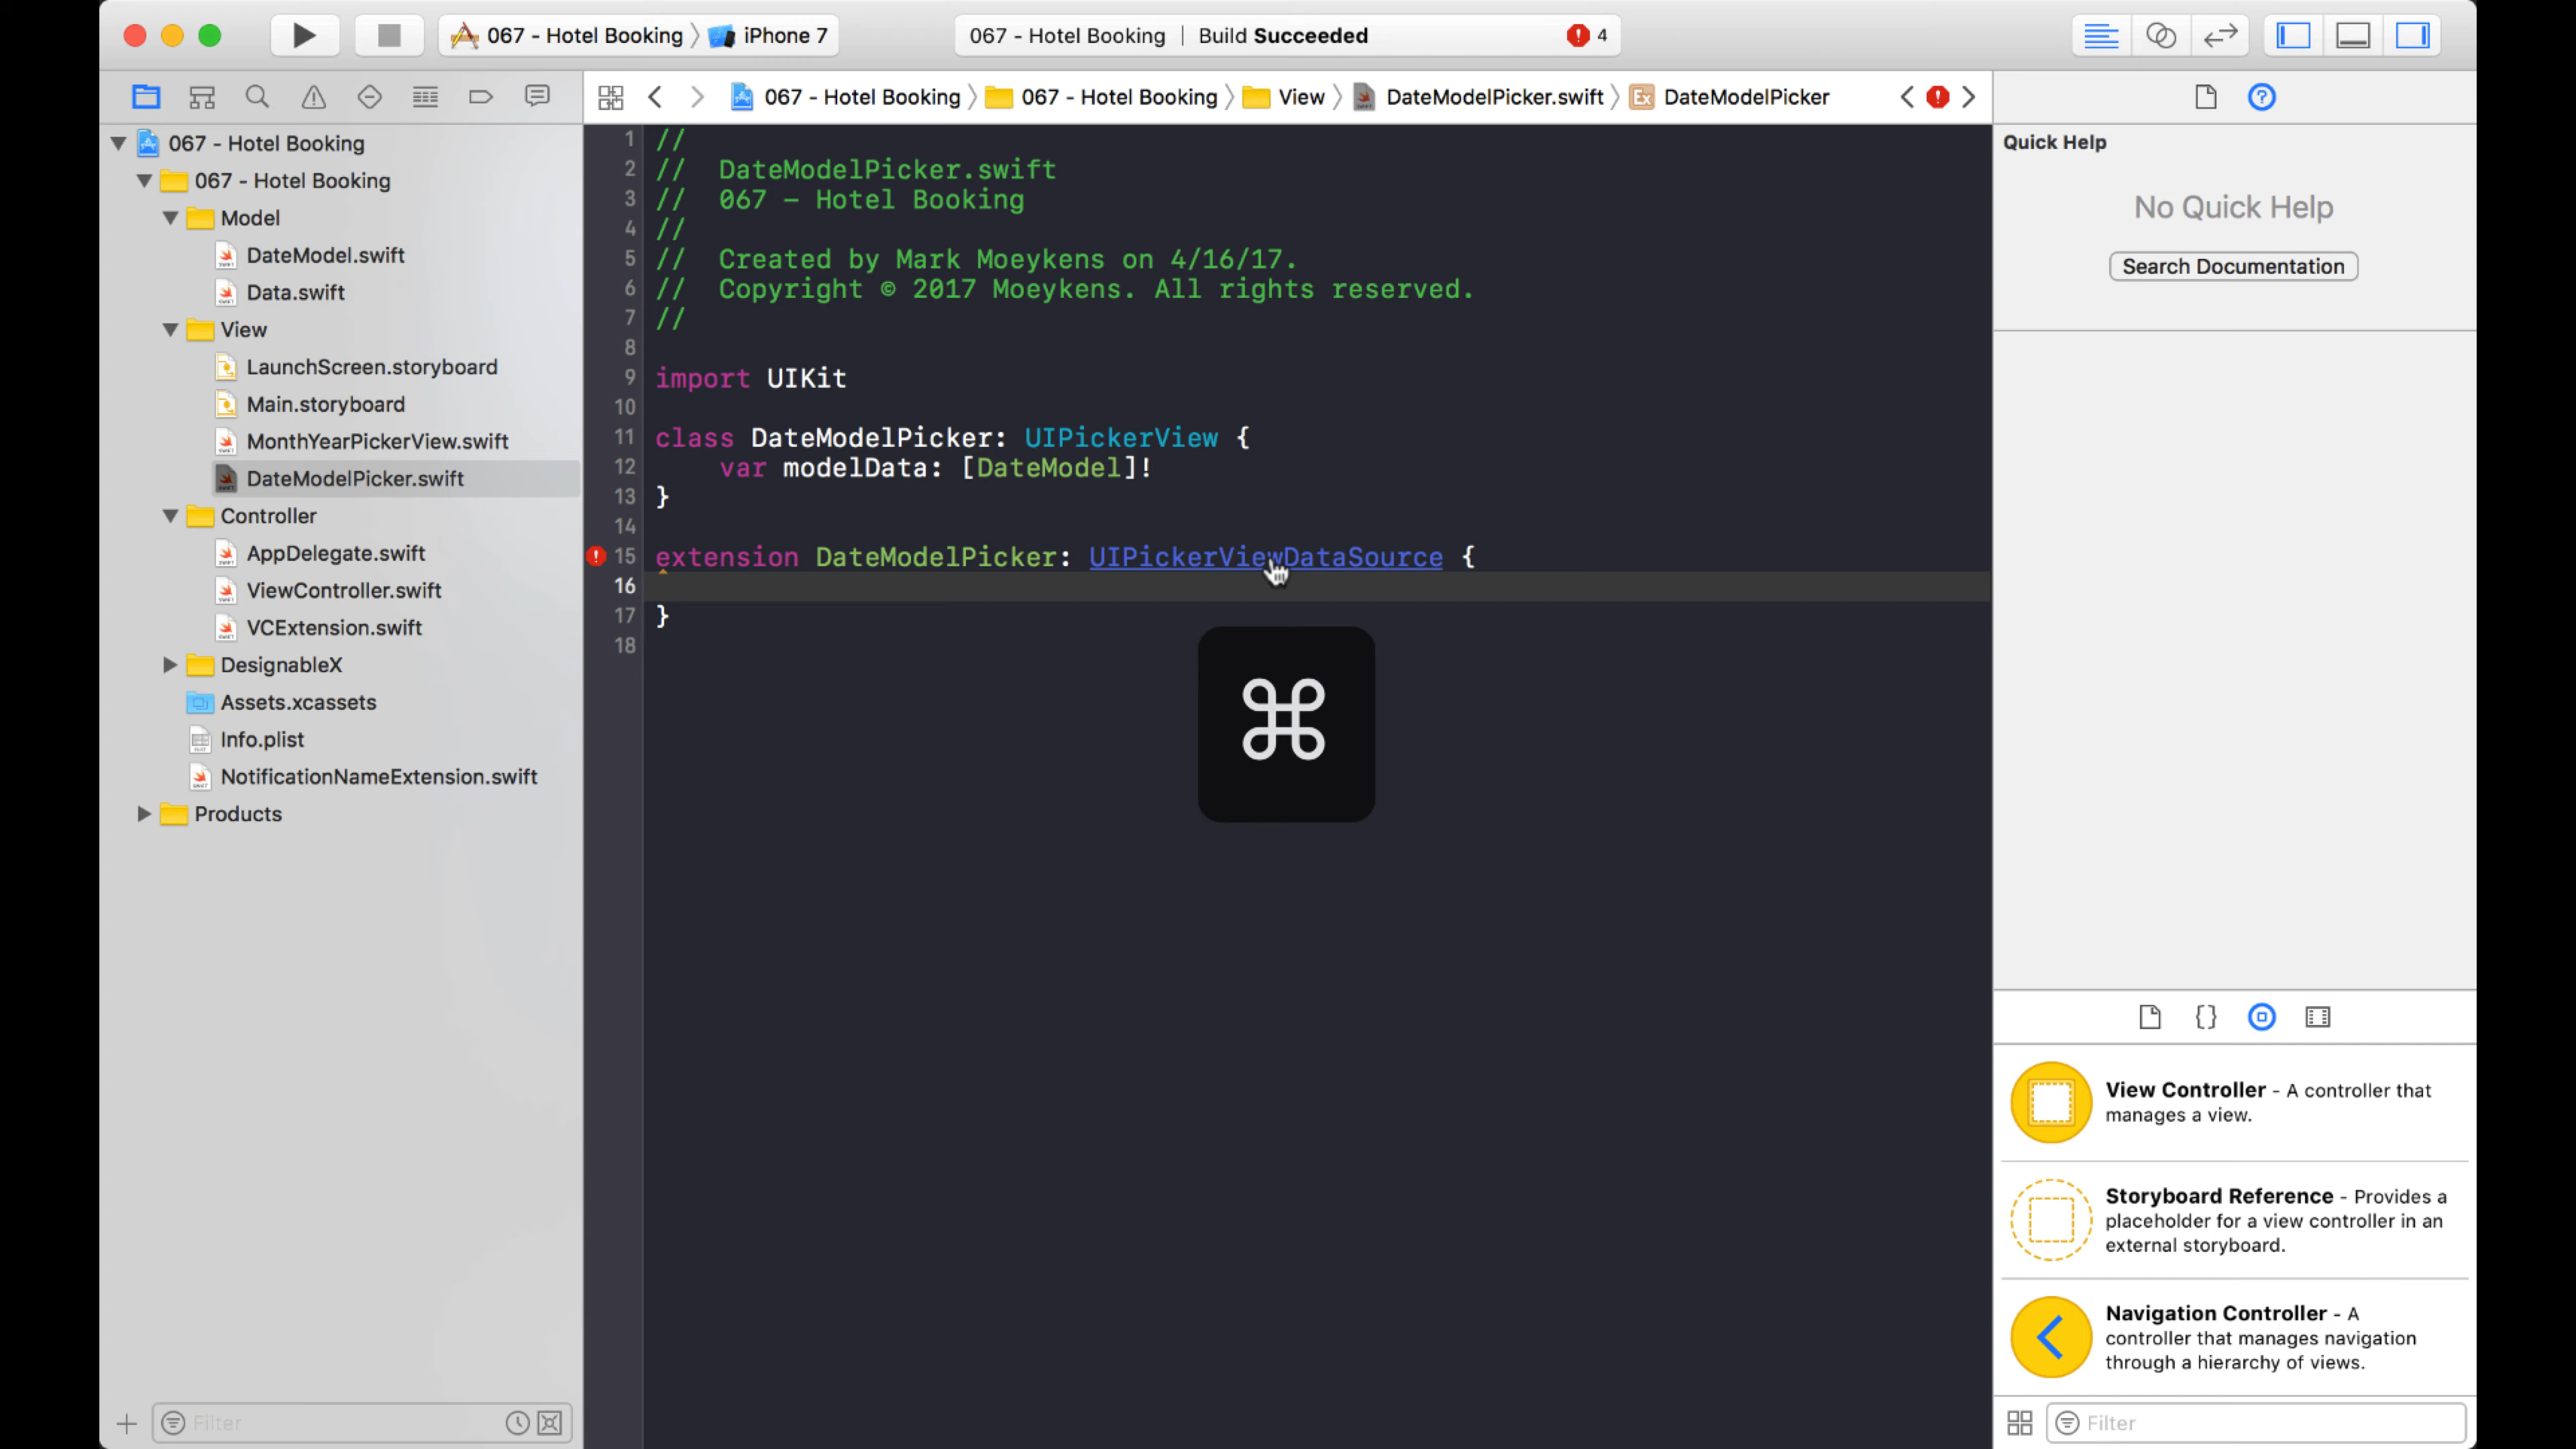 067 - Hotel Booking
iPhone 7
067 - Hotel Booking | Build Succeeded
4
067 - Hotel Booking
067 - Hotel Booking
View
DateModelPicker.swift
Ex
DateModelPicker
067 - Hotel Booking
067 - Hotel Booking
Model
DateModel.swift
Data.swift
View
LaunchScreen.storyboard
Main.storyboard
MonthYearPickerView.swift
DateModelPicker.swift
Controller
AppDelegate.swift
ViewController.swift
VCExtension.swift
DesignableX
Assets.xcassets
Info.plist
NotificationNameExtension.swift
Products
Filter
1 //
2 // DateModelPicker.swift
3 // 067 - Hotel Booking
4 //
5 // Created by Mark Moeykens on 4/16/17.
6 // Copyright © 2017 Moeykens. All rights reserved.
7 //
8
9 import UIKit
10
11 class DateModelPicker: UIPickerView {
12 var modelData: [DateModel]!
13 }
14
15 extension DateModelPicker: UIPickerViewDataSource {
16
17 }
18
⌘
Quick Help
No Quick Help
Search Documentation
{}
View Controller - A controller that
manages a view.
Storyboard Reference - Provides a
placeholder for a view controller in an
external storyboard.
Navigation Controller - A
controller that manages navigation
through a hierarchy of views.
Filter